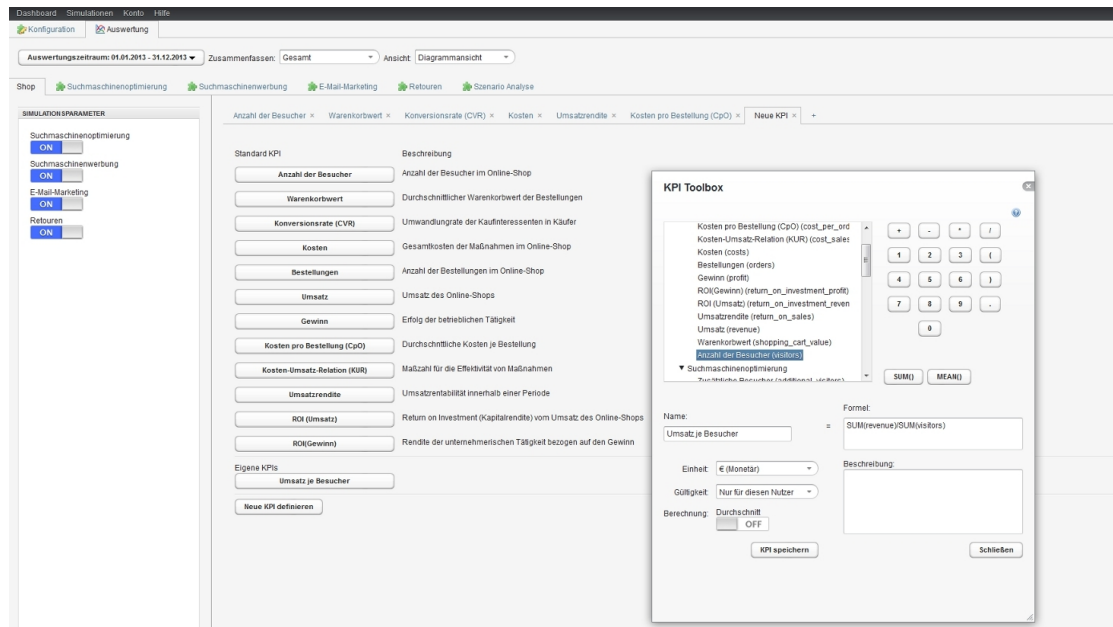 Dashboard Simulationen Konto Hilfe
Konfiguration Auswertung
Auswertungszeitraum: 01.01.2013 - 31.12.2013 Zusammenfassen: Gesamt Ansicht: Diagrammansicht
Shop Suchmaschinenoptimierung Suchmaschinenwerbung E-Mail-Marketing Retouren Szenario Analyse
SIMULATIONSPARAMETER
Suchmaschinenoptimierung
ON
Suchmaschinenwerbung
ON
E-Mail-Marketing
ON
Retouren
ON
Anzahl der Besucher × Warenkorbwert × Konversionsrate (CVR) × Kosten × Umsatzrendite × Kosten pro Bestellung (CpO) × Neue KPI × +
Standard KPI Beschreibung
Anzahl der Besucher Anzahl der Besucher im Online-Shop
Warenkorbwert Durchschnittlicher Warenkorbwert der Bestellungen
Konversionsrate (CVR) Umwandlungrate der Kaufinteressenten in Käufer
Kosten Gesamtkosten der Maßnahmen im Online-Shop
Bestellungen Anzahl der Bestellungen im Online-Shop
Umsatz Umsatz des Online-Shops
Gewinn Erfolg der betrieblichen Tätigkeit
Kosten pro Bestellung (CpO) Durchschnittliche Kosten je Bestellung
Kosten-Umsatz-Relation (KUR) Maßzahl für die Effektivität von Maßnahmen
Umsatzrendite Umsatzrentabilität innerhalb einer Periode
ROI (Umsatz) Return on Investment (Kapitalrendite) vom Umsatz des Online-Shops
ROI(Gewinn) Rendite der unternehmerischen Tätigkeit bezogen auf den Gewinn
Eigene KPIs
Umsatz je Besucher
Neue KPI definieren
KPI Toolbox
Kosten pro Bestellung (CpO) (cost_per_ord
Kosten-Umsatz-Relation (KUR) (cost_sales
Kosten (costs)
Bestellungen (orders)
Gewinn (profit)
ROI(Gewinn) (return_on_investment_profit)
ROI (Umsatz) (return_on_investment_reven
Umsatzrendite (return_on_sales)
Umsatz (revenue)
Warenkorbwert (shopping_cart_value)
Anzahl der Besucher (visitors)
Suchmaschinenoptimierung
Zusätzliche Besucher (additional_visitors)
+ - * /
1 2 3 (
4 5 6 )
7 8 9 .
0
SUM() MEAN()
Name:
Umsatz je Besucher
=
Formel:
SUM(revenue)/SUM(visitors)
Einheit: € (Monetär)
Gültigkeit: Nur für diesen Nutzer
Berechnung: Durchschnitt
OFF
Beschreibung:
KPI speichern Schließen